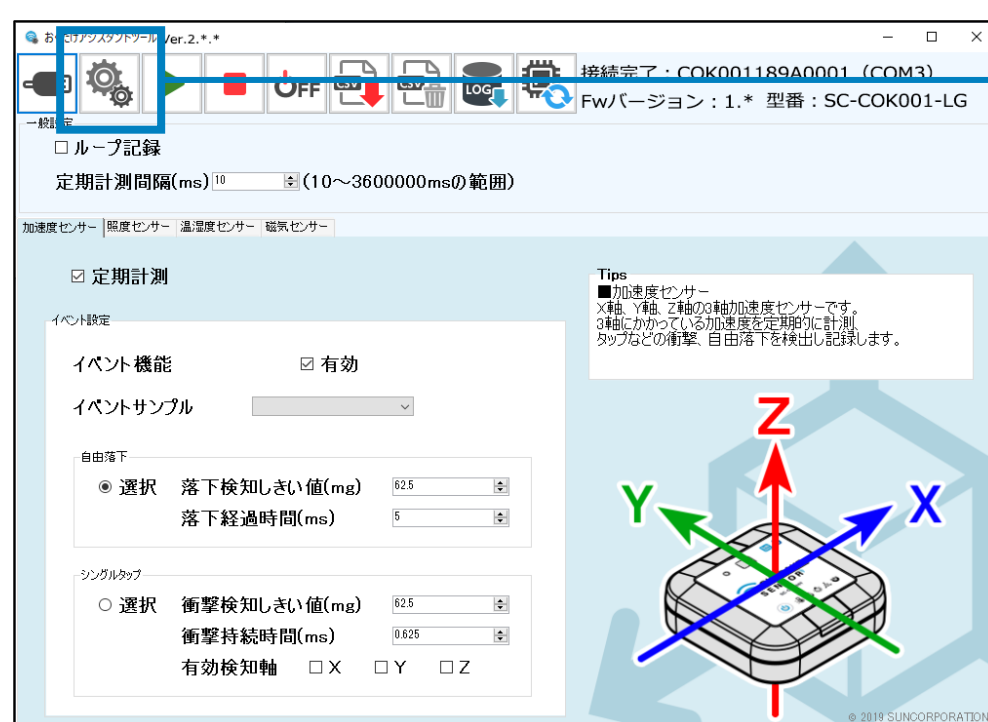 おんだけアシスタントツール Ver.2.*.*
接続完了：COK001189A0001 （COM3）
OFF CSV CSV LOG
Fwバージョン：1.* 型番：SC-COK001-LG
一般設定
ループ記録
定期計測間隔(ms) 10 (10～3600000msの範囲)
加速度センサー 照度センサー 温湿度センサー 磁気センサー
定期計測
Tips
■加速度センサー
X軸、Y軸、Z軸の3軸加速度センサーです。
3軸にかかっている加速度を定期的に計測、
タップなどの衝撃、自由落下を検出し記録します。
イベント設定
イベント機能 有効
イベントサンプル
自由落下
選択 落下検知しきい値(mg) 62.5
落下経過時間(ms) 5
シングルタップ
選択 衝撃検知しきい値(mg) 62.5
衝撃持続時間(ms) 0.625
有効検知軸 X Y Z
Z
Y
X
SENSOR
© 2019 SUNCORPORATION